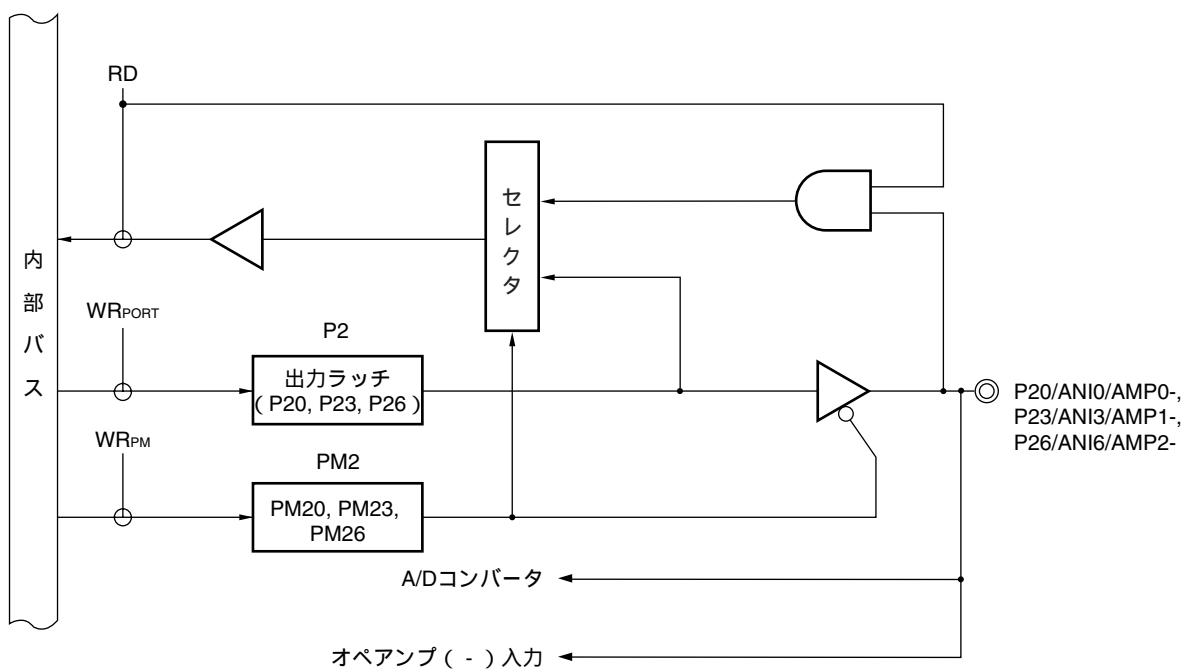 RD
セレクタ
内部バス
WRPORT
P2
出力ラッチ
( P20, P23, P26 )
P20/ANI0/AMP0-,
P23/ANI3/AMP1-,
P26/ANI6/AMP2-
WRPM
PM2
PM20, PM23,
PM26
A/Dコンバータ
オペアンプ ( - ) 入力